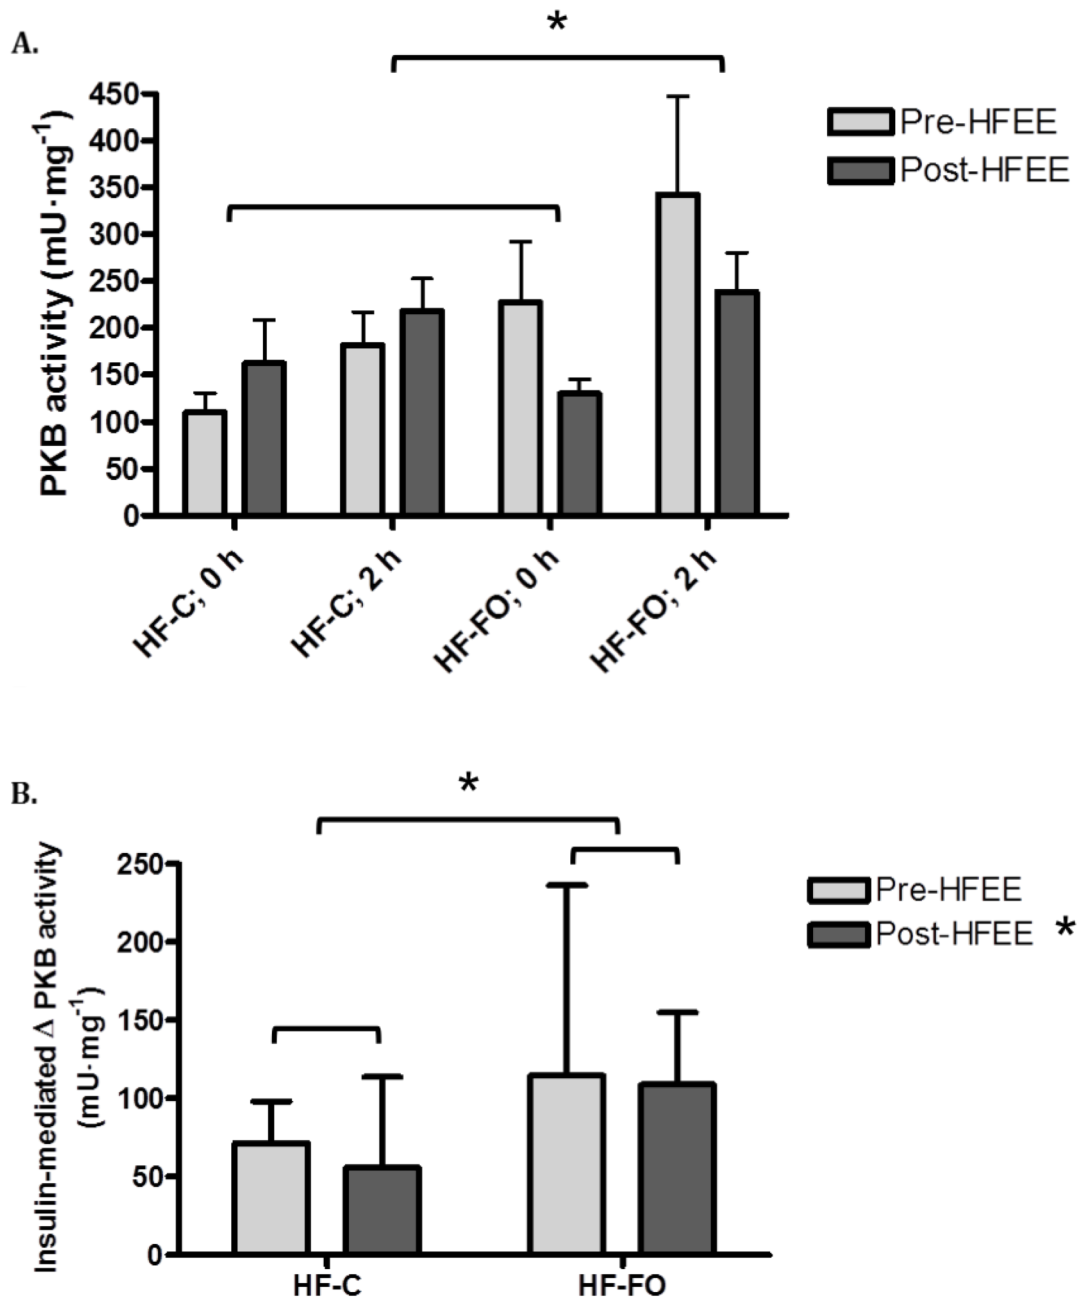 A.
*
PKB activity (mU·mg⁻¹)
450
400
350
300
250
200
150
100
50
0
HF-C; 0 h
HF-C; 2 h
HF-FO; 0 h
HF-FO; 2 h
Pre-HFEE
Post-HFEE
B.
*
Insulin-mediated Δ PKB activity
(mU·mg⁻¹)
250
200
150
100
50
0
HF-C
HF-FO
Pre-HFEE
Post-HFEE *